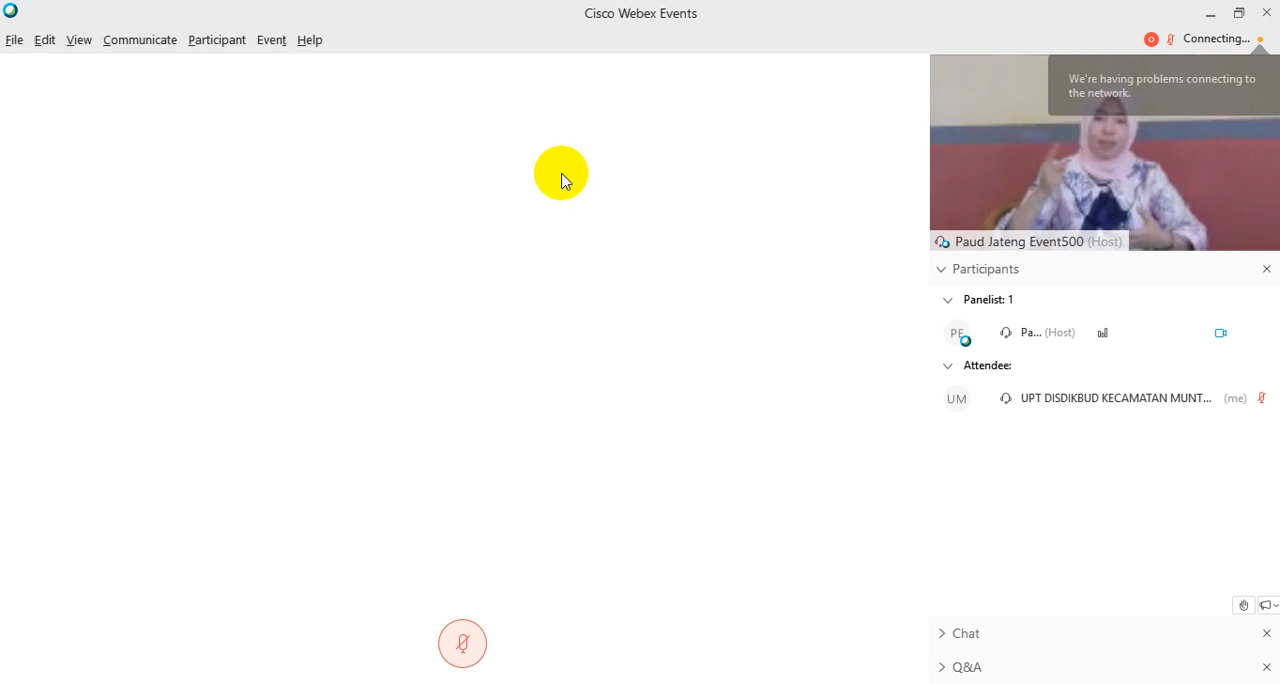 Cisco Webex Events
File Edit View Communicate Participant Event Help
Connecting...
We're having problems connecting to
the network.
Paud Jateng Event500 (Host)
Participants
Panelist: 1
PE Pa... (Host)
Attendee:
UM UPT DISDIKBUD KECAMATAN MUNT... (me)
Chat
Q&A